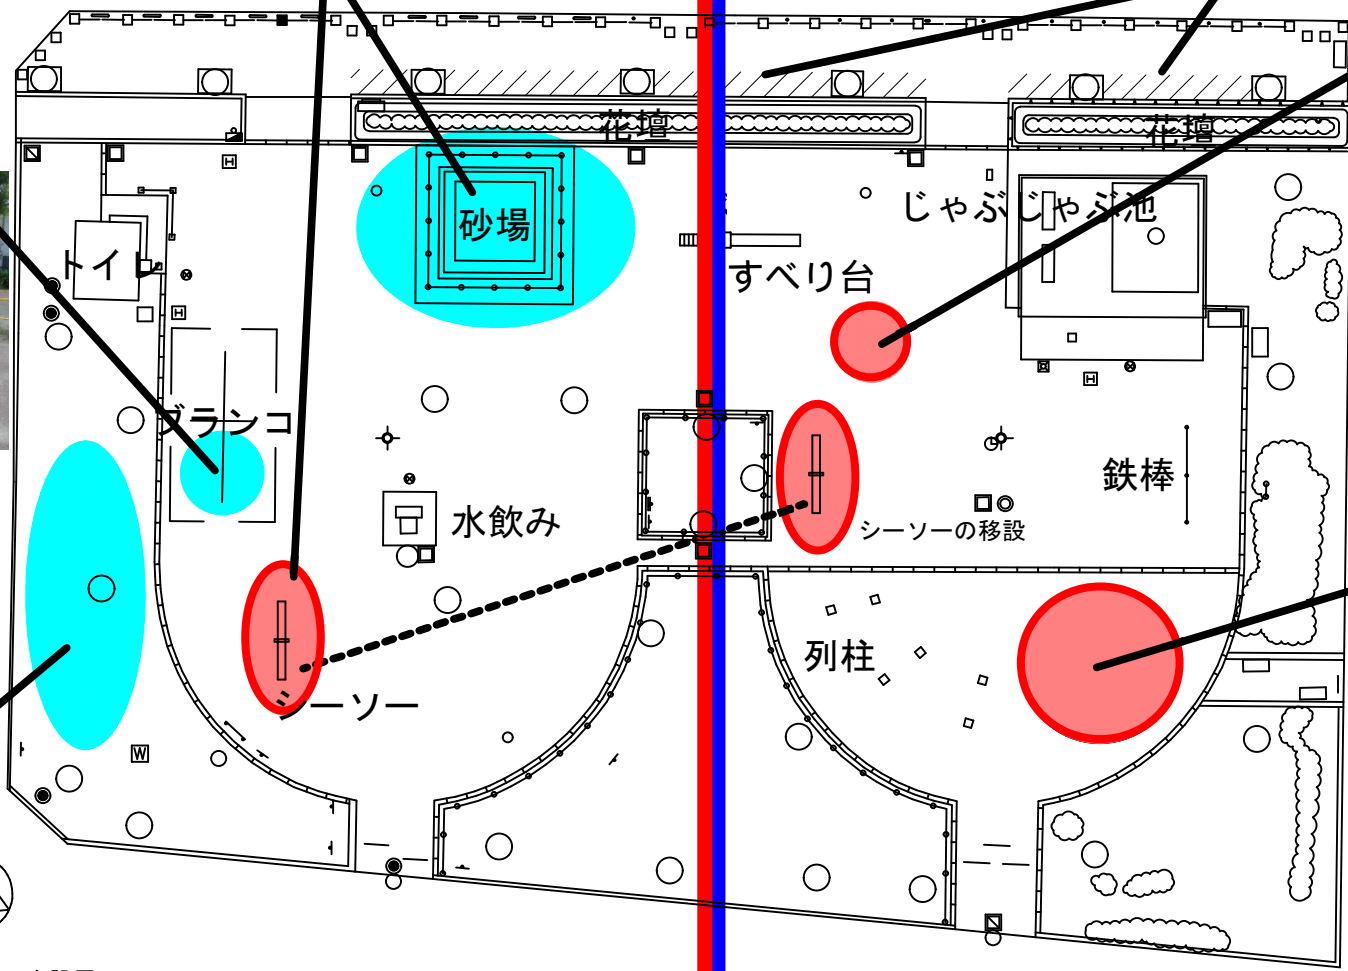 花壇
花壇
砂場
じゃぶじゃぶ池
トイレ
すべり台
ブランコ
鉄棒
水飲み
シーソーの移設
列柱
シーソー
W